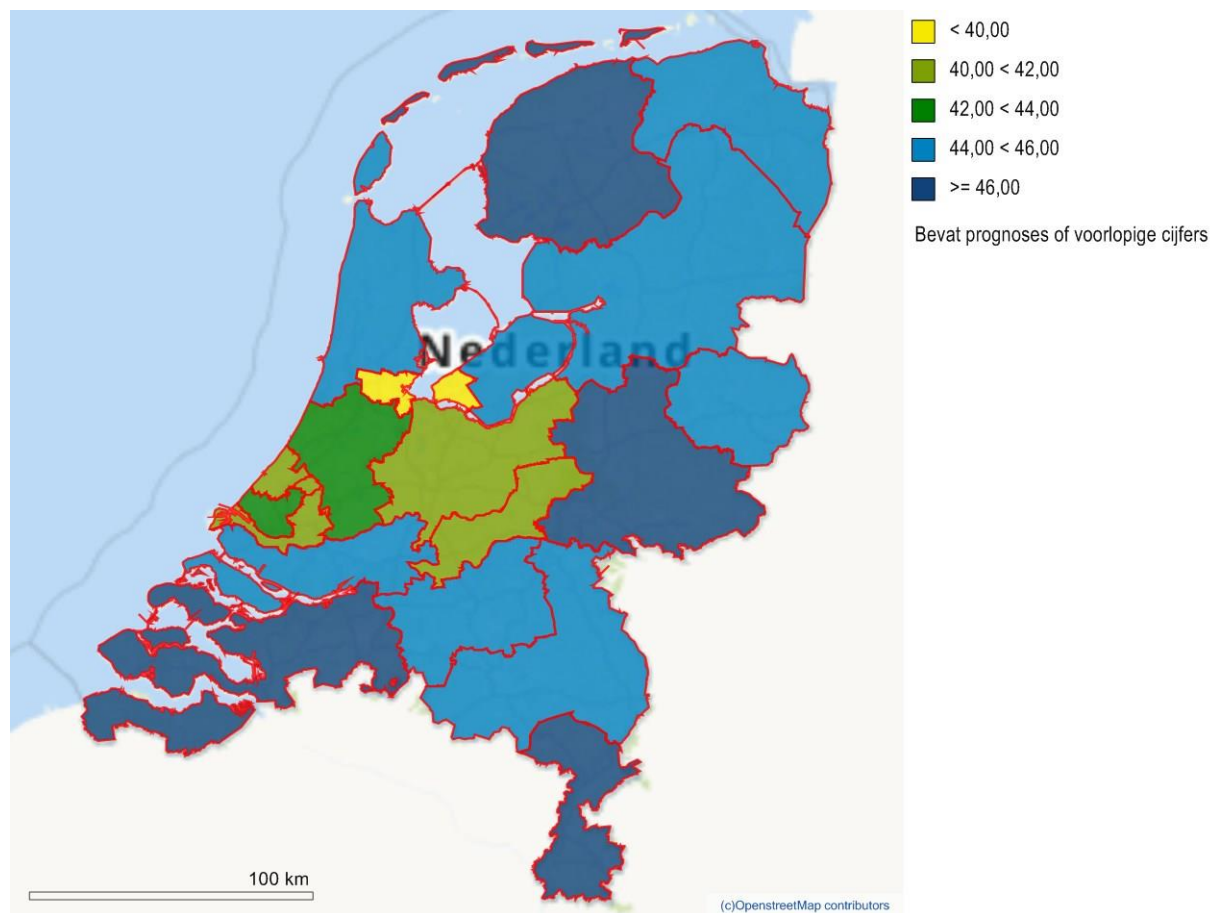 < 40,00
40,00 < 42,00
42,00 < 44,00
44,00 < 46,00
>= 46,00
Bevat prognoses of voorlopige cijfers
Nederland
100 km
(c)OpenstreetMap contributors